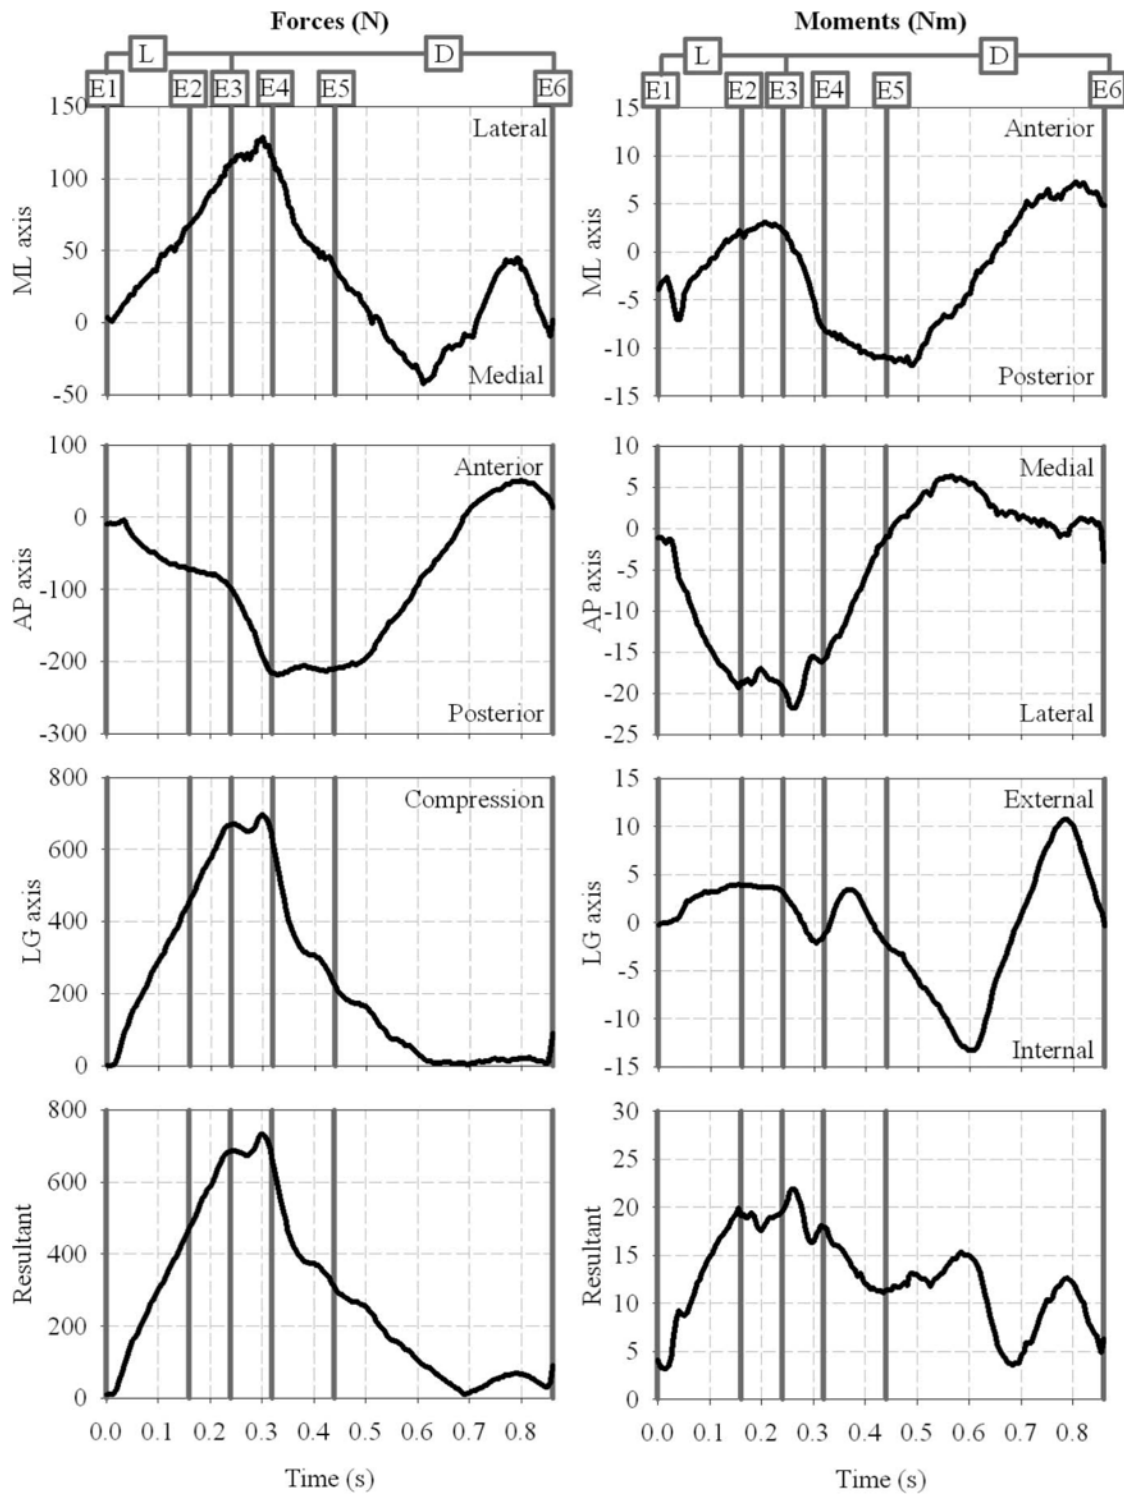 Forces (N)
Moments (Nm)
L
D
L
D
E1
E2
E3
E4
E5
E6
E1
E2
E3
E4
E5
E6
150
100
50
0
-50
ML axis
Lateral
Medial
15
10
5
0
-5
-10
-15
ML axis
Anterior
Posterior
100
0
-100
-200
-300
AP axis
Anterior
Posterior
10
5
0
-5
-10
-15
-20
-25
AP axis
Medial
Lateral
800
600
400
200
0
LG axis
Compression
15
10
5
0
-5
-10
-15
LG axis
External
Internal
800
600
400
200
0
Resultant
30
25
20
15
10
5
0
Resultant
0.0 0.1 0.2 0.3 0.4 0.5 0.6 0.7 0.8
Time (s)
0.0 0.1 0.2 0.3 0.4 0.5 0.6 0.7 0.8
Time (s)